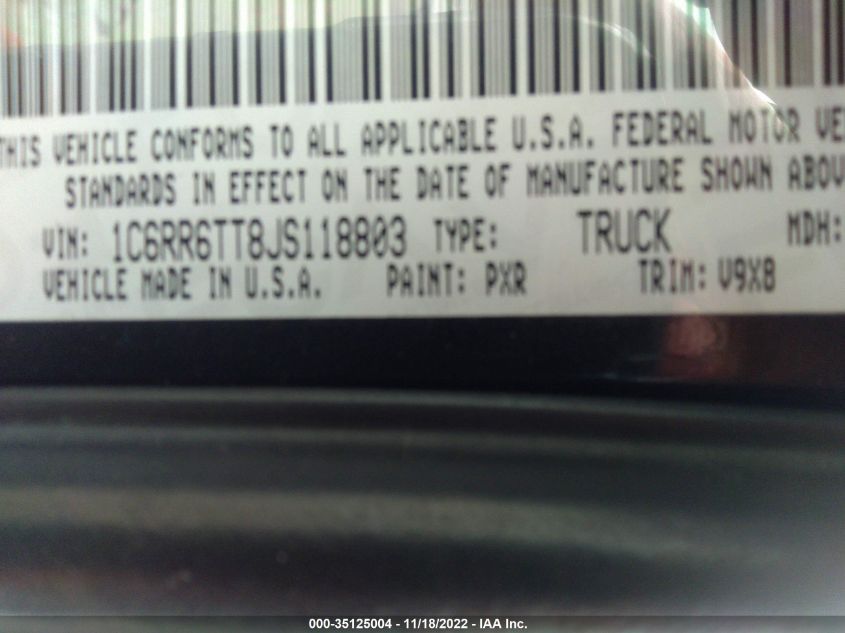 THIS VEHICLE CONFORMS TO ALL APPLICABLE U.S.A. FEDERAL MOTOR VE
STANDARDS IN EFFECT ON THE DATE OF MANUFACTURE SHOWN ABOV
VIN: 1C6RR6TT8JS118803 TYPE: TRUCK MDH:
VEHICLE MADE IN U.S.A. PAINT: PXR TRIM: V9X8
000-35125004 - 11/18/2022 - IAA Inc.